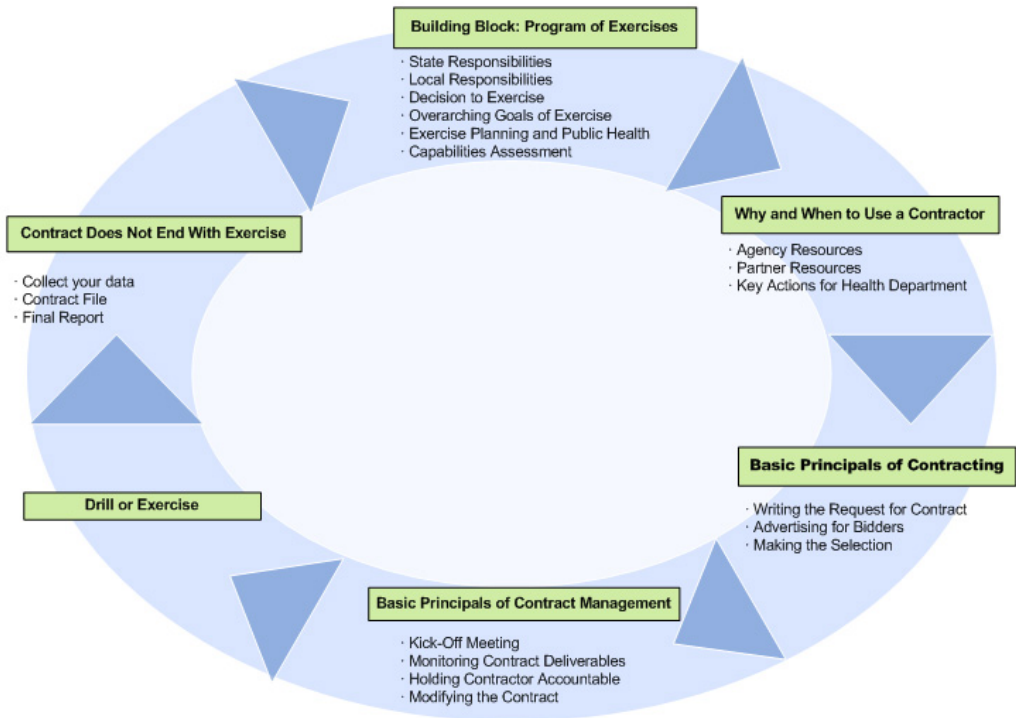 Building Block: Program of Exercises
· State Responsibilities
· Local Responsibilities
· Decision to Exercise
· Overarching Goals of Exercise
· Exercise Planning and Public Health
· Capabilities Assessment
Why and When to Use a Contractor
· Agency Resources
· Partner Resources
· Key Actions for Health Department
Basic Principals of Contracting
· Writing the Request for Contract
· Advertising for Bidders
· Making the Selection
Basic Principals of Contract Management
· Kick-Off Meeting
· Monitoring Contract Deliverables
· Holding Contractor Accountable
· Modifying the Contract
Drill or Exercise
Contract Does Not End With Exercise
· Collect your data
· Contract File
· Final Report